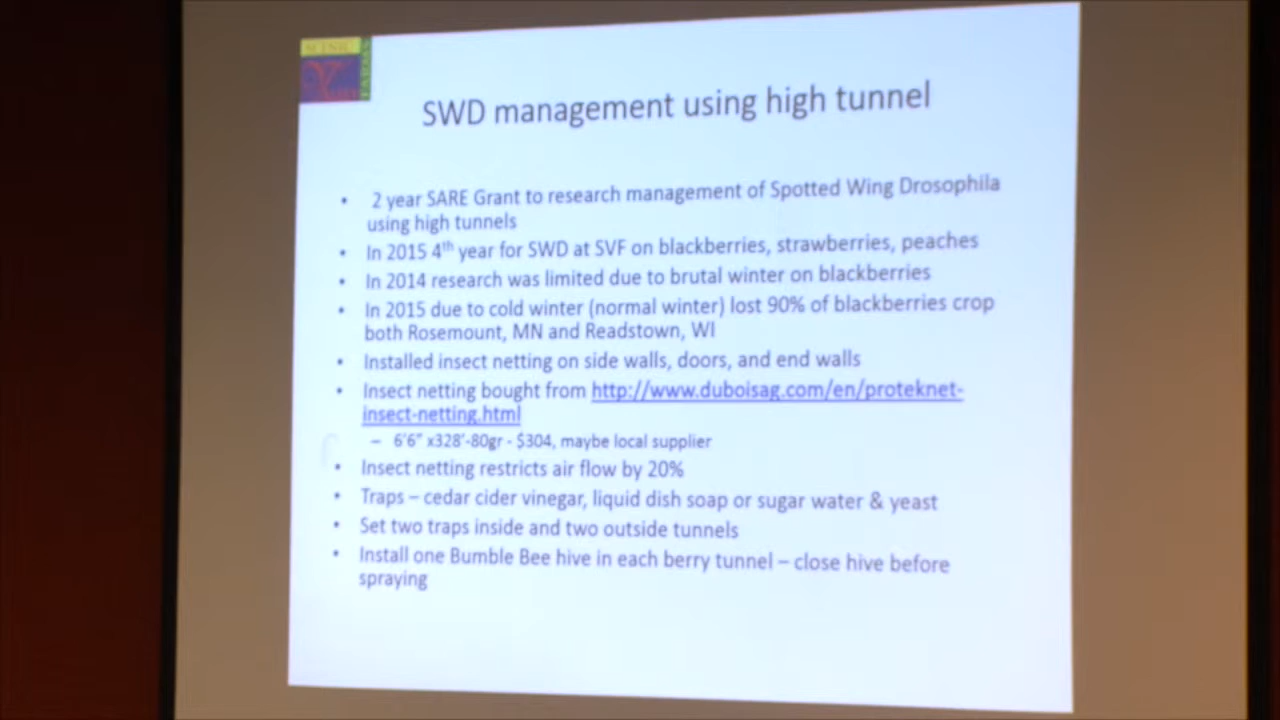 SCENIC
SWD management using high tunnel
• 2 year SARE Grant to research management of Spotted Wing Drosophila
using high tunnels
• In 2015 4th year for SWD at SVF on blackberries, strawberries, peaches
• In 2014 research was limited due to brutal winter on blackberries
• In 2015 due to cold winter (normal winter) lost 90% of blackberries crop
both Rosemount, MN and Readstown, WI
• Installed insect netting on side walls, doors, and end walls
• Insect netting bought from http://www.duboisag.com/en/proteknet-
insect-netting.html
– 6'6" x328'-80gr - $304, maybe local supplier
• Insect netting restricts air flow by 20%
• Traps – cedar cider vinegar, liquid dish soap or sugar water & yeast
• Set two traps inside and two outside tunnels
• Install one Bumble Bee hive in each berry tunnel – close hive before
spraying